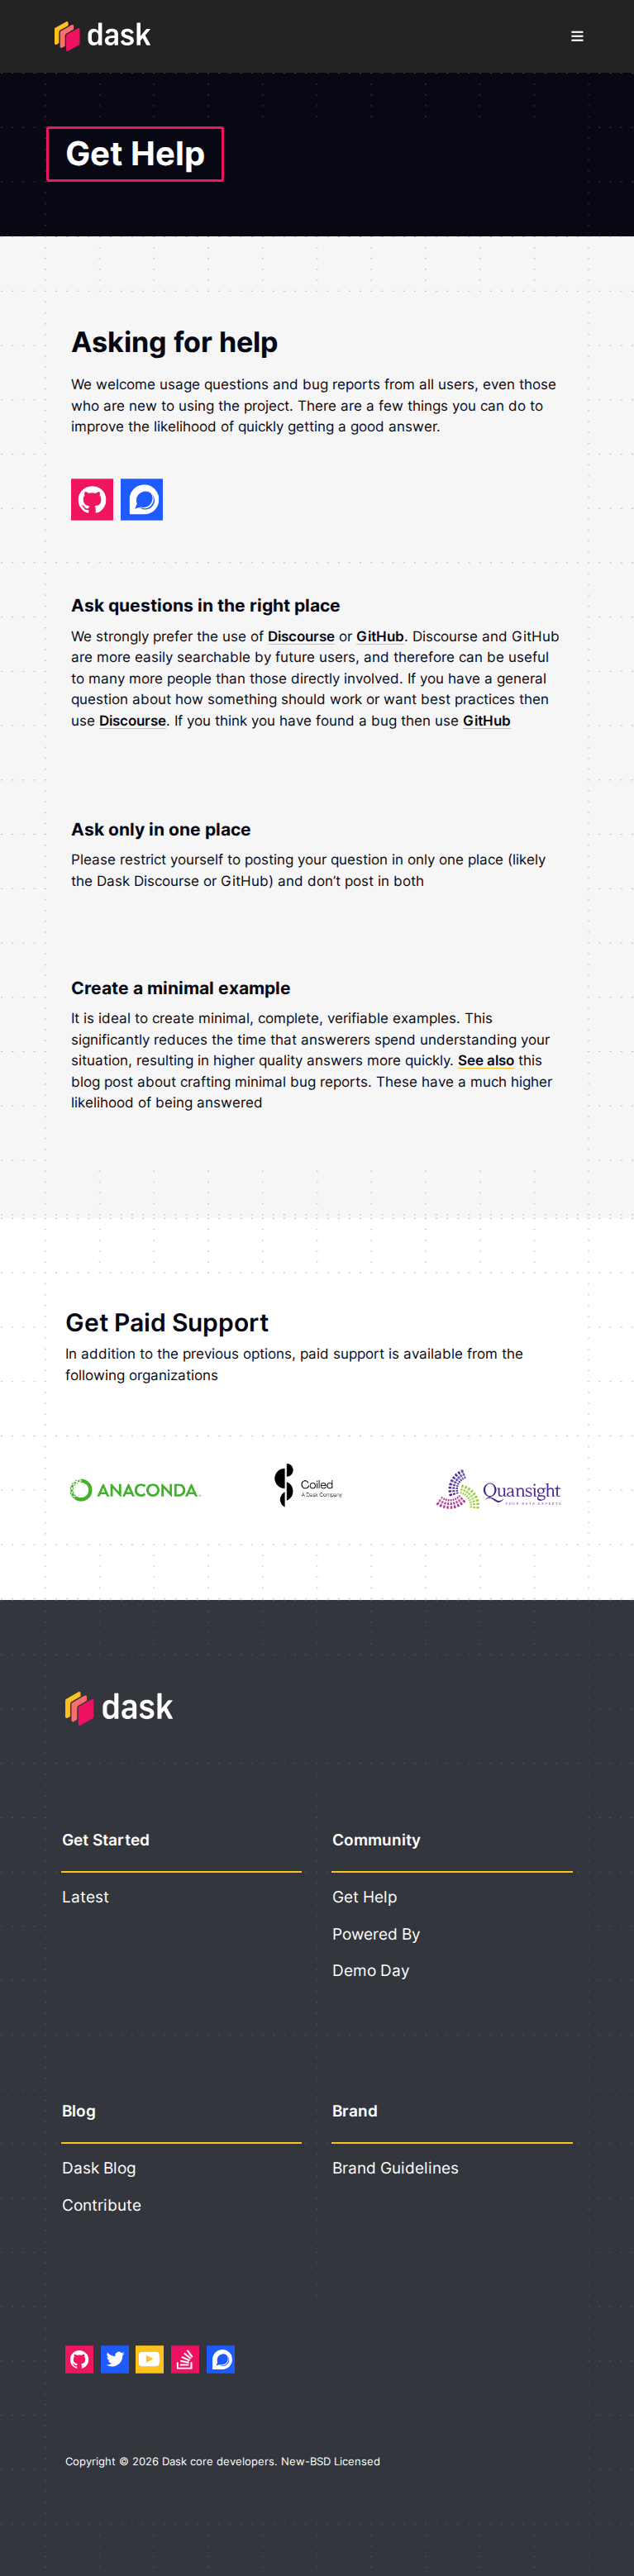 dask
Get Help
Asking for help
We welcome usage questions and bug reports from all users, even those
who are new to using the project. There are a few things you can do to
improve the likelihood of quickly getting a good answer.
Ask questions in the right place
We strongly prefer the use of Discourse or GitHub. Discourse and GitHub
are more easily searchable by future users, and therefore can be useful
to many more people than those directly involved. If you have a general
question about how something should work or want best practices then
use Discourse. If you think you have found a bug then use GitHub
Ask only in one place
Please restrict yourself to posting your question in only one place (likely
the Dask Discourse or GitHub) and don’t post in both
Create a minimal example
It is ideal to create minimal, complete, verifiable examples. This
significantly reduces the time that answerers spend understanding your
situation, resulting in higher quality answers more quickly. See also this
blog post about crafting minimal bug reports. These have a much higher
likelihood of being answered
Get Paid Support
In addition to the previous options, paid support is available from the
following organizations
ANACONDA
Coiled
A Dask Company
Quansight
YOUR DATA EXPERTS
dask
Get Started
Latest
Community
Get Help
Powered By
Demo Day
Blog
Dask Blog
Contribute
Brand
Brand Guidelines
Copyright © 2026 Dask core developers. New-BSD Licensed